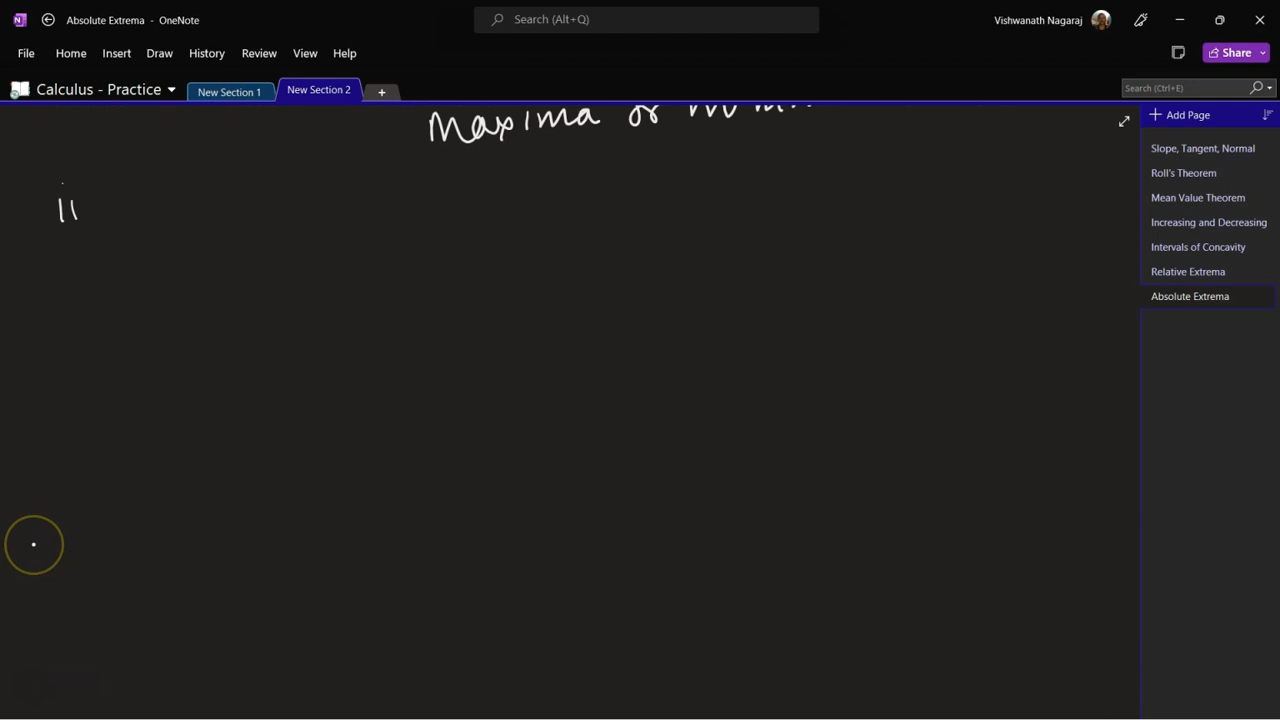 Absolute Extrema - OneNote
Search (Alt+Q)
Vishwanath Nagaraj
File Home Insert Draw History Review View Help
Share
Calculus - Practice
New Section 1
New Section 2
+
Search (Ctrl+E)
Maxima or
ii
+ Add Page
Slope, Tangent, Normal
Roll's Theorem
Mean Value Theorem
Increasing and Decreasing
Intervals of Concavity
Relative Extrema
Absolute Extrema